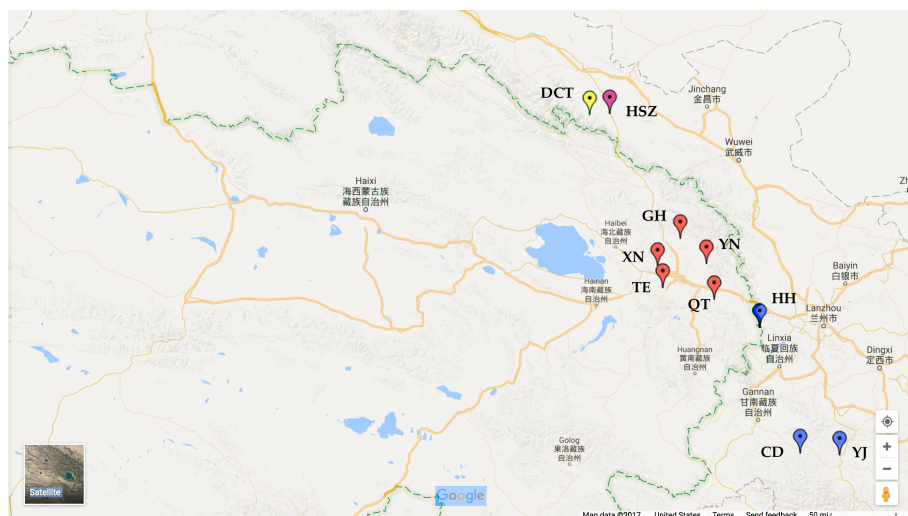 DCT
HSZ
Jinchang
金昌市
Wuwei
武威市
Haixi
海西蒙古族
藏族自治州
GH
Haibei
海北藏族
自治州
YN
XN
Baiyin
白银市
Hainan
海南藏族
自治州
TE
QT
HH
Lanzhou
兰州市
Linxia
临夏回族
自治州
Huangnan
黄南藏族
自治州
Dingxi
定西市
Gannan
甘南藏族
自治州
Golog
果洛藏族
自治州
CD
YJ
Satellite
Google
Map data ©2017 United States Terms Send feedback 50 mi